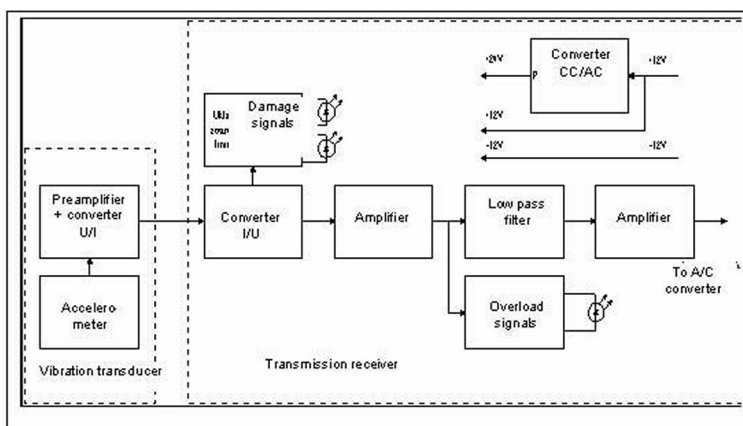 Converter
CC/AC
P
-12V
-12V
-12V
-12V
Damage
signals
Preamplifier
+ converter
U/I
Converter
I/U
Amplifier
Low pass
filter
Amplifier
To A/C
converter
Accelero
meter
Overload
signals
Vibration transducer
Transmission receiver